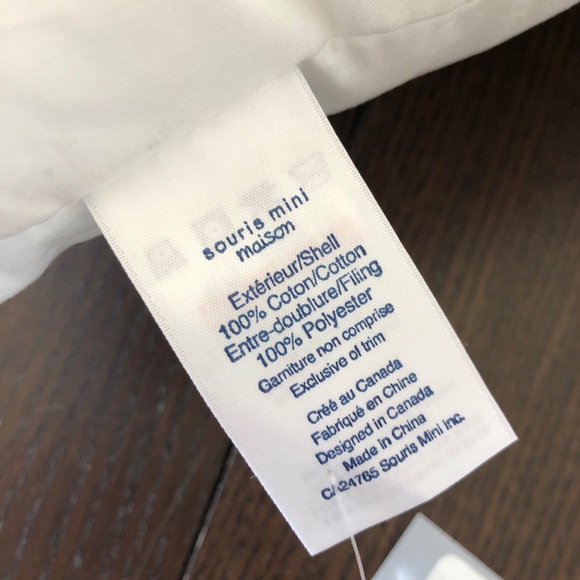 souris mini
maison
Extérieur/Shell
100% Coton/Cotton
Entre-doublure/Filing
100% Polyester
Garniture non comprise
Exclusive of trim
Créé au Canada
Fabriqué en Chine
Designed in Canada
Made in China
CA24765 Souris Mini inc.